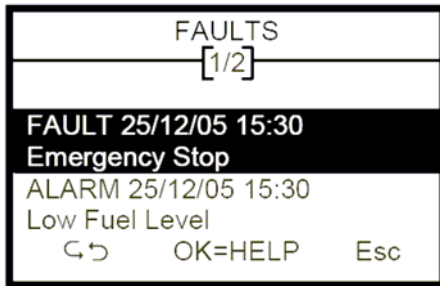 FAULTS
[1/2]
FAULT 25/12/05 15:30
Emergency Stop
ALARM 25/12/05 15:30
Low Fuel Level
OK=HELP Esc